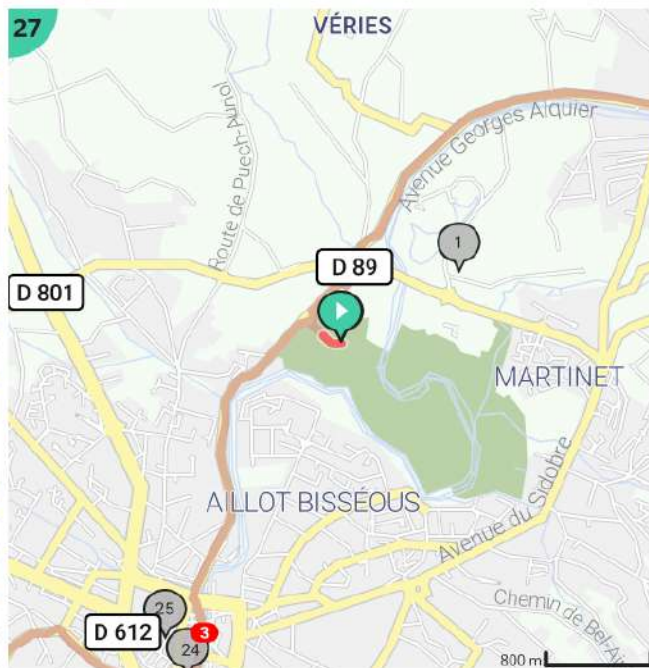 27
VÉRIES
Avenue Georges Alquier
Route de Puech-Auriol
1
D 89
D 801
MARTINET
AILLOT BISSÉOUS
Avenue du Sidobre
25
D 612
3
24
Chemin de Bel-Ai
800 m